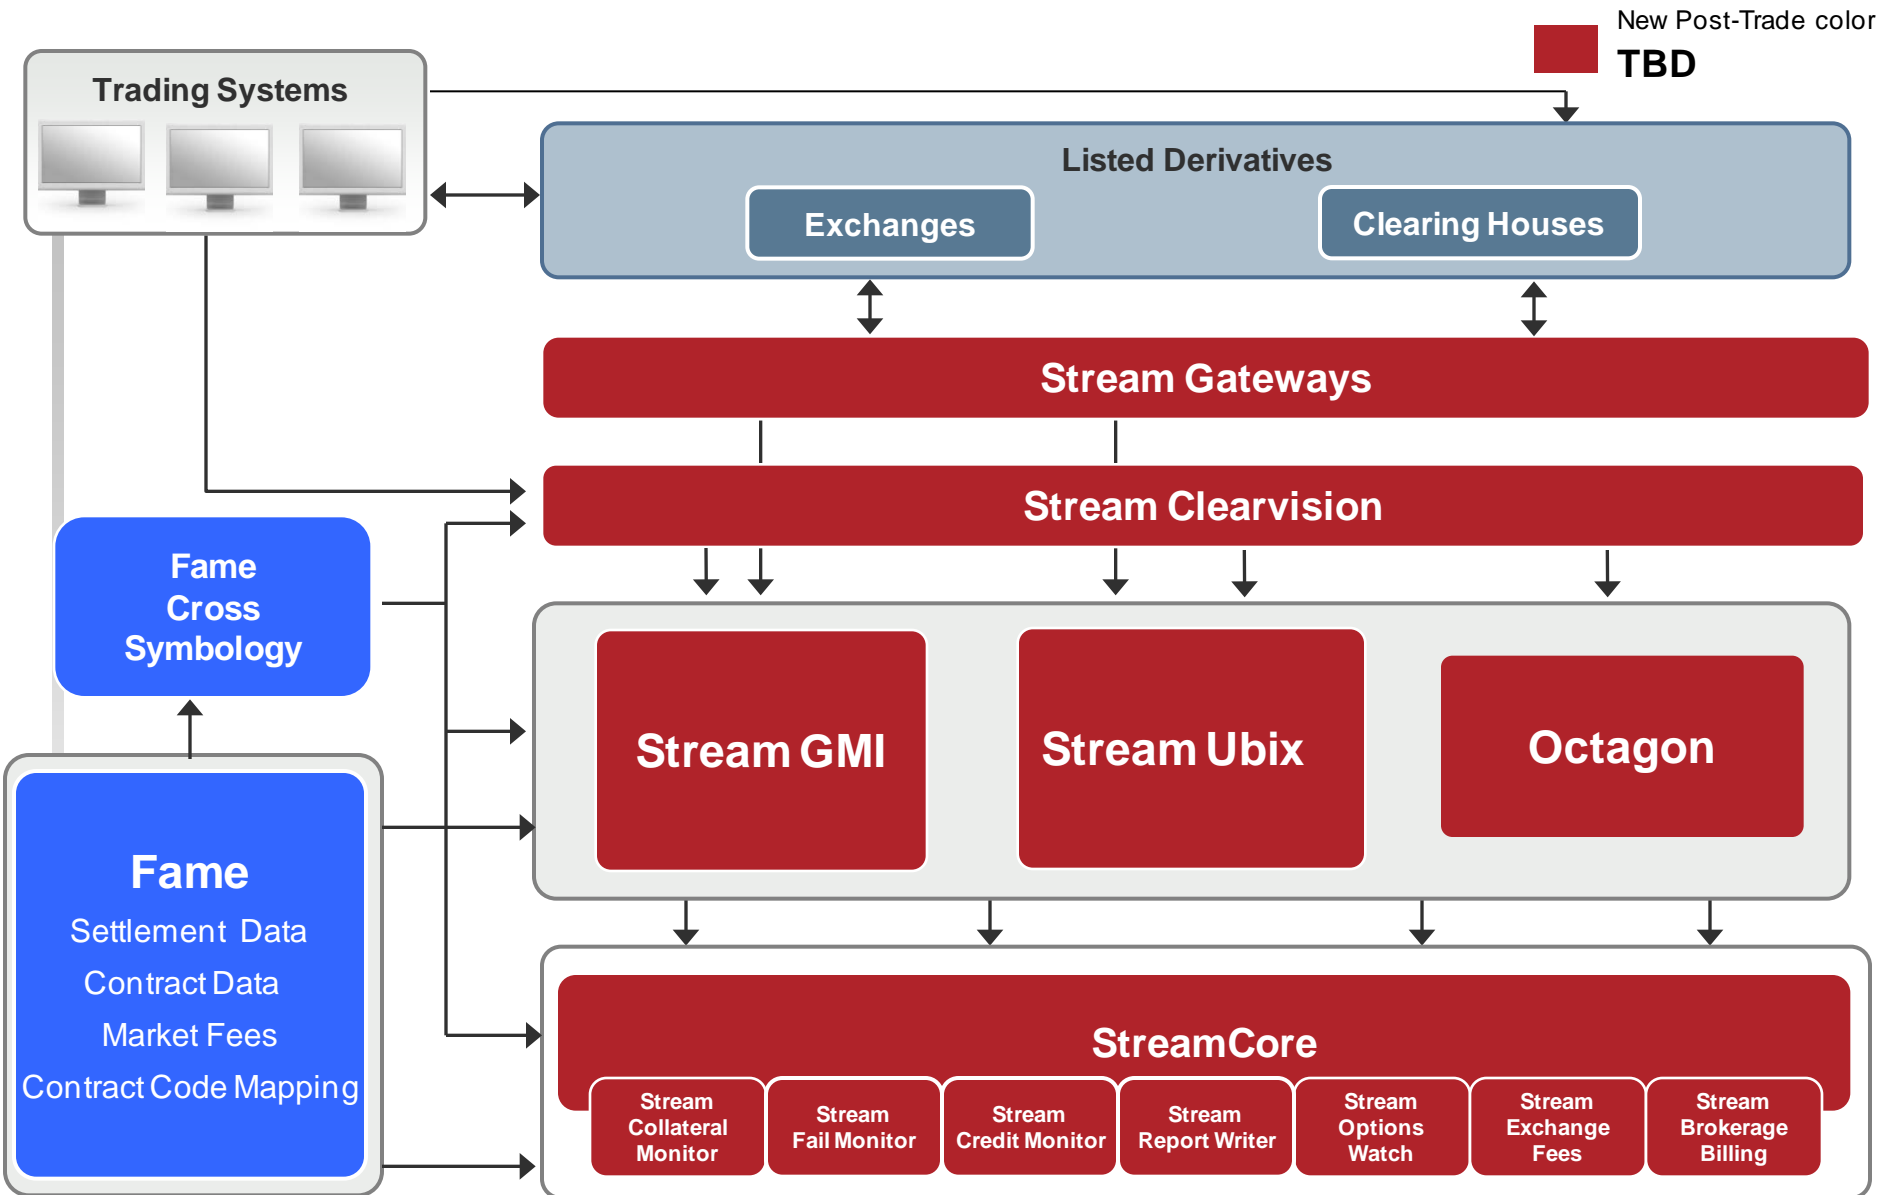 New Post-Trade color
TBD
Trading Systems
Listed Derivatives
Exchanges
Clearing Houses
Stream Gateways
Stream Clearvision
Fame
Cross
Symbology
Stream GMI
Stream Ubix
Octagon
Fame
Settlement Data
Contract Data
Market Fees
Contract Code Mapping
StreamCore
Stream
Collateral
Monitor
Stream
Fail Monitor
Stream
Credit Monitor
Stream
Report Writer
Stream
Options
Watch
Stream
Exchange
Fees
Stream
Brokerage
Billing